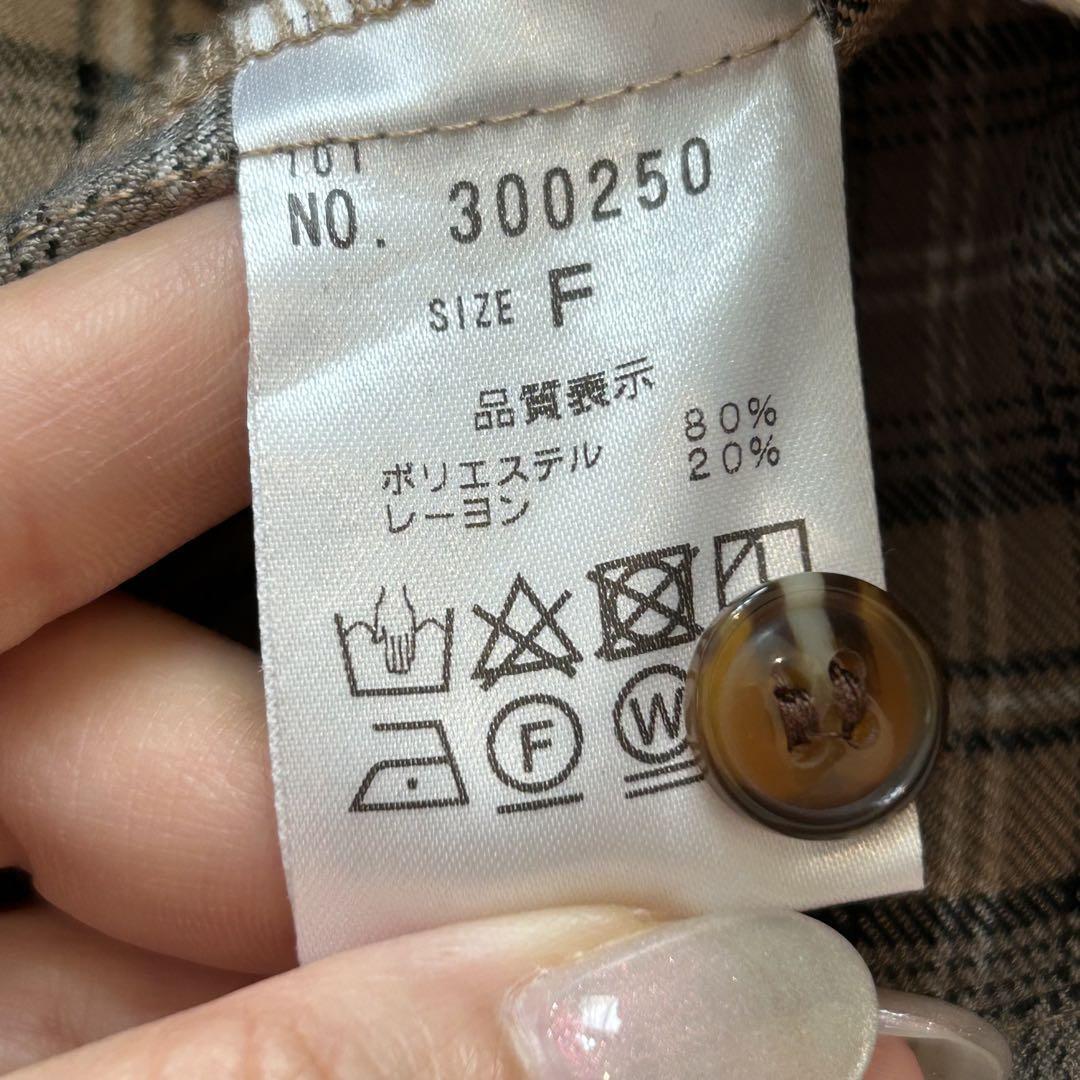 NO. 300250
SIZE F
品質表示
ポリエステル 80%
レーヨン 20%
F
W